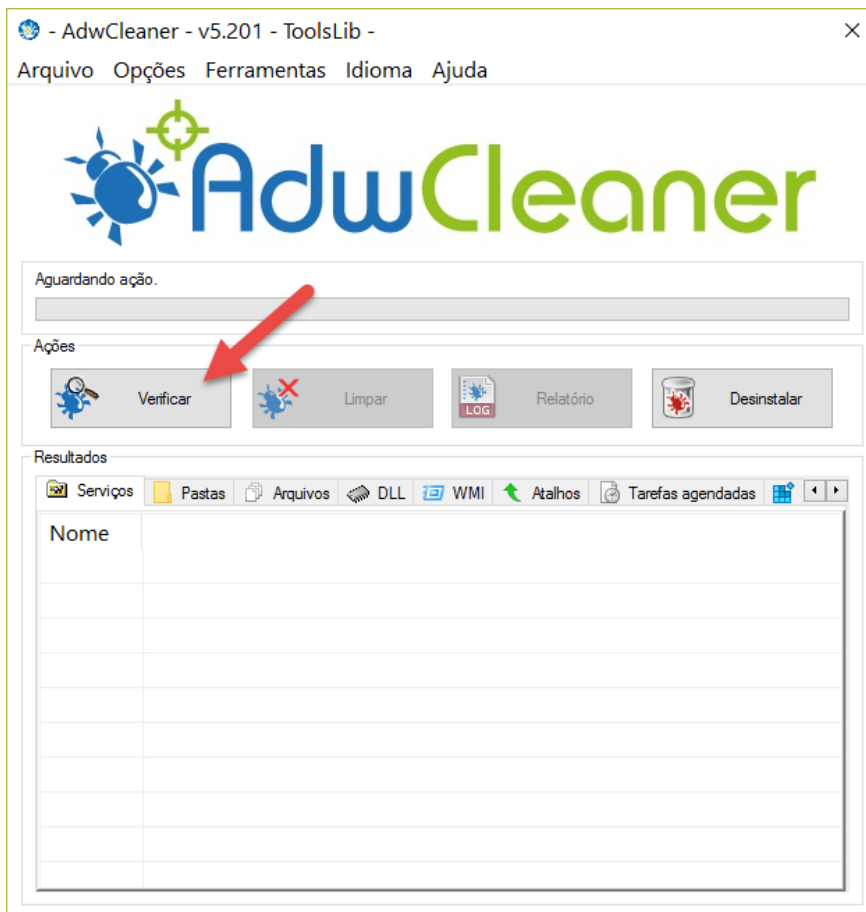 - AdwCleaner - v5.201 - ToolsLib -
Arquivo Opções Ferramentas Idioma Ajuda
AdwCleaner
Aguardando ação.
Ações
Verificar Limpar LOG Relatório Desinstalar
Resultados
Serviços Pastas Arquivos DLL WMI Atalhos Tarefas agendadas
Nome